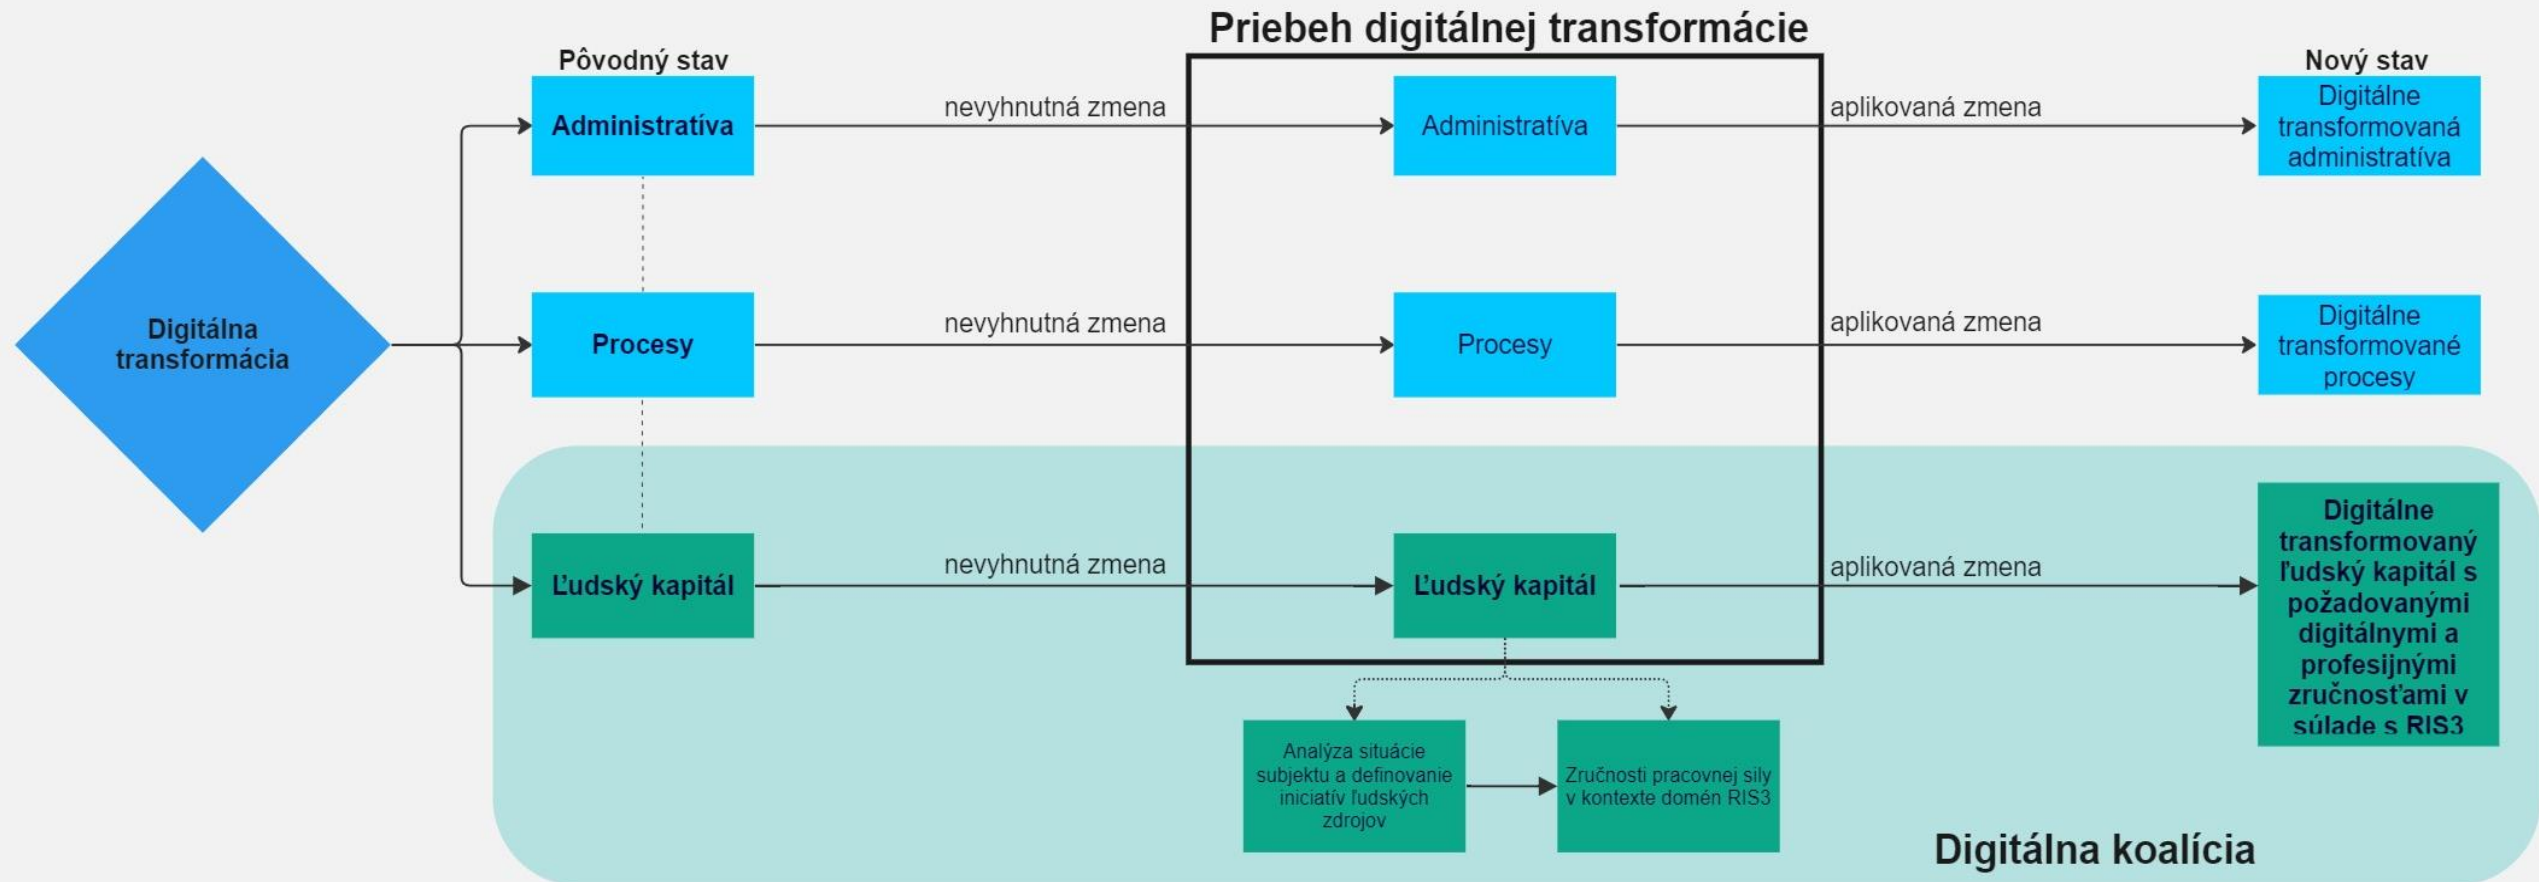 Priebeh digitálnej transformácie
Pôvodný stav
Nový stav
Digitálna
transformácia
Administratíva
nevyhnutná zmena
Administratíva
aplikovaná zmena
Digitálne
transformovaná
administratíva
Procesy
nevyhnutná zmena
Procesy
aplikovaná zmena
Digitálne
transformované
procesy
Ľudský kapitál
nevyhnutná zmena
Ľudský kapitál
aplikovaná zmena
Digitálne
transformovaný
ľudský kapitál s
požadovanými
digitálnymi a
profesijnými
zručnosťami v
súlade s RIS3
Analýza situácie
subjektu a definovanie
iniciatív ľudských
zdrojov
Zručnosti pracovnej sily
v kontexte domén RIS3
Digitálna koalícia